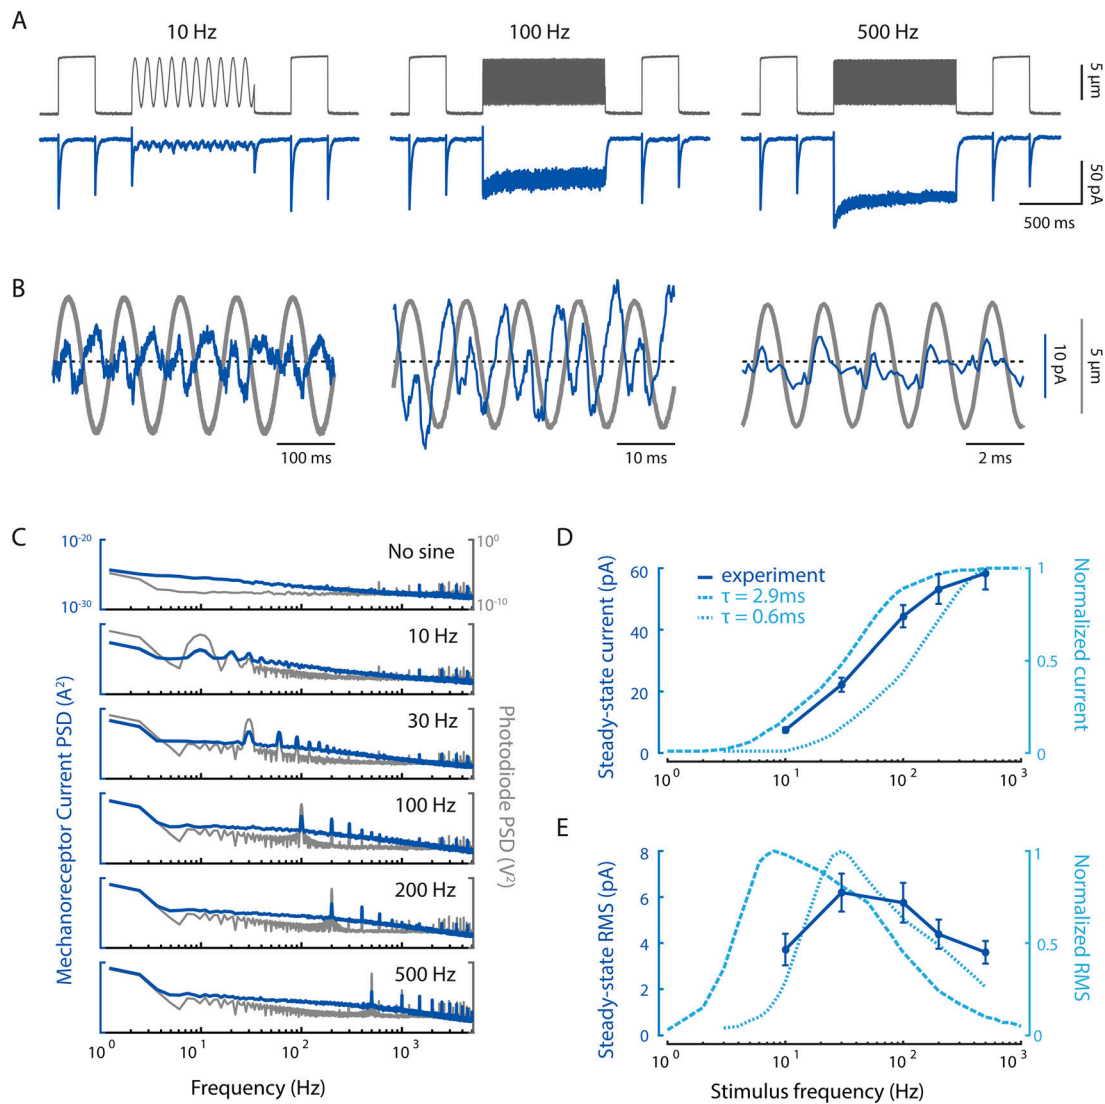 A
10 Hz
100 Hz
500 Hz
5 µm
50 pA
500 ms
B
10 pA
5 µm
100 ms
10 ms
2 ms
C
Mechanoreceptor Current PSD (A²)
Photodiode PSD (V²)
10⁻²⁰
10⁻³⁰
10⁰
10⁻¹⁰
No sine
10 Hz
30 Hz
100 Hz
200 Hz
500 Hz
10⁰
10¹
10²
10³
Frequency (Hz)
D
Steady-state current (pA)
60
40
20
0
experiment
τ = 2.9ms
τ = 0.6ms
1
0.5
0
Normalized current
10⁰
10¹
10²
10³
E
Steady-state RMS (pA)
8
6
4
2
0
1
0.5
0
Normalized RMS
10⁰
10¹
10²
10³
Stimulus frequency (Hz)